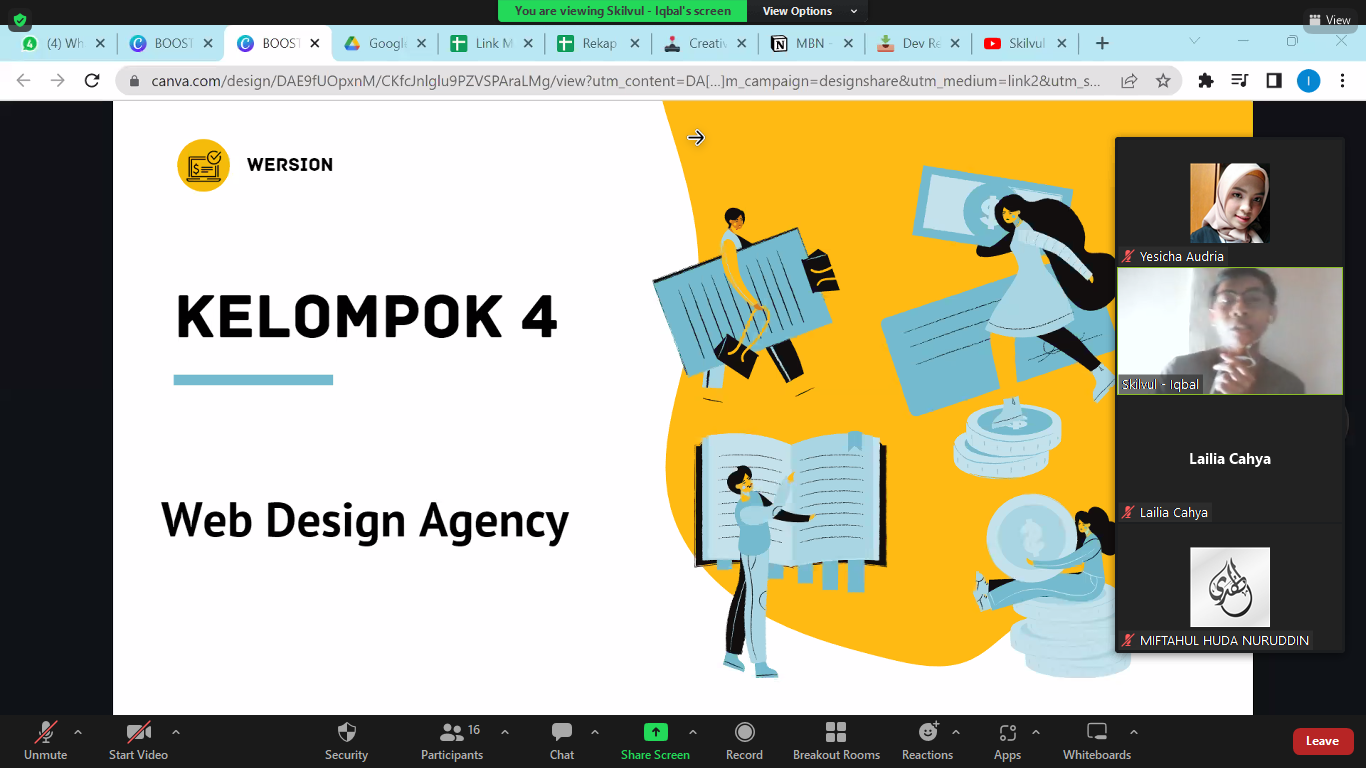 You are viewing Skilvul - Iqbal's screen
View Options
View
(4) Wh
BOOST
BOOST
Google
Link M
Rekap
Creativ
MBN -
Dev Re
Skilvul
canva.com/design/DAE9fUOpxnM/CKfcJnlgIu9PZVSPAraLMg/view?utm_content=DA[...]m_campaign=designshare&utm_medium=link2&utm_s...
I
WERSION
KELOMPOK 4
Web Design Agency
Yesicha Audria
Skilvul - Iqbal
Lailia Cahya
Lailia Cahya
MIFTAHUL HUDA NURUDDIN
Unmute
Start Video
Security
Participants
16
Chat
Share Screen
Record
Breakout Rooms
Reactions
Apps
Whiteboards
Leave